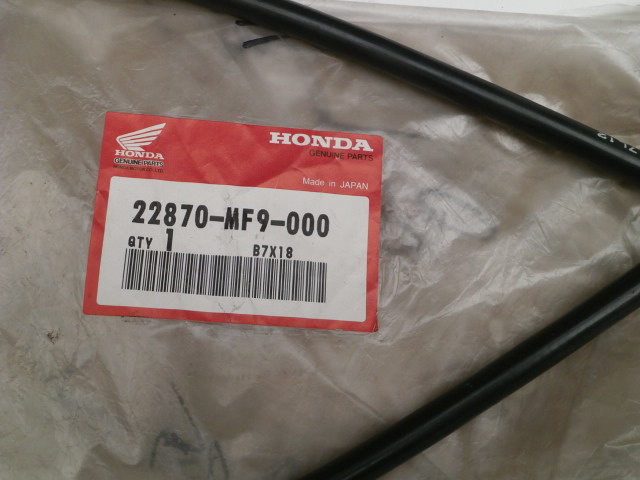 HONDA
GENUINE PARTS
HONDA
GENUINE PARTS
Made in JAPAN
22870-MF9-000
QTY 1
B7X18